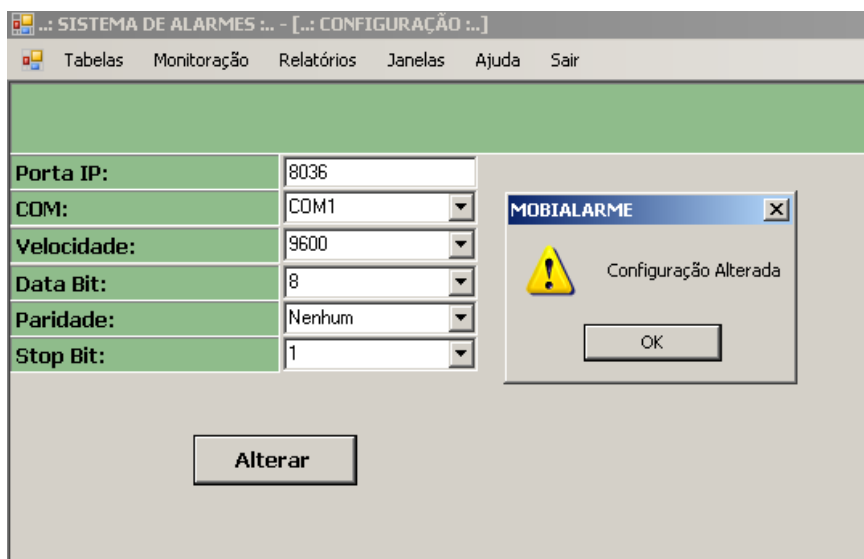 ..: SISTEMA DE ALARMES :.. - [..: CONFIGURAÇÃO :..]
Tabelas Monitoração Relatórios Janelas Ajuda Sair
Porta IP: 8036
COM: COM1
Velocidade: 9600
Data Bit: 8
Paridade: Nenhum
Stop Bit: 1
Alterar
MOBIALARME
Configuração Alterada
OK